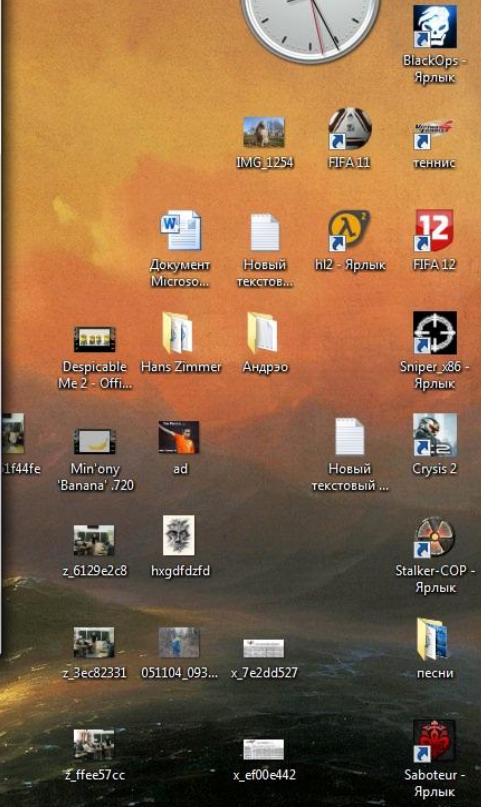 BlackOps -
Ярлык
IMG_1254
FIFA 11
теннис
Документ
Microso...
Новый
текстов...
hl2 - Ярлык
12
FIFA 12
Despicable
Me 2 - Offi...
Hans Zimmer
Андрэо
Sniper_x86 -
Ярлык
1f44fe
Min'ony
'Banana' .720
ad
Новый
текстовый ...
Crysis 2
z_6129e2c8
hxgdfdzfd
Stalker-COP -
Ярлык
z_3ec82331
051104_093...
x_7e2dd527
песни
z_ffee57cc
x_ef00e442
Saboteur -
Ярлык